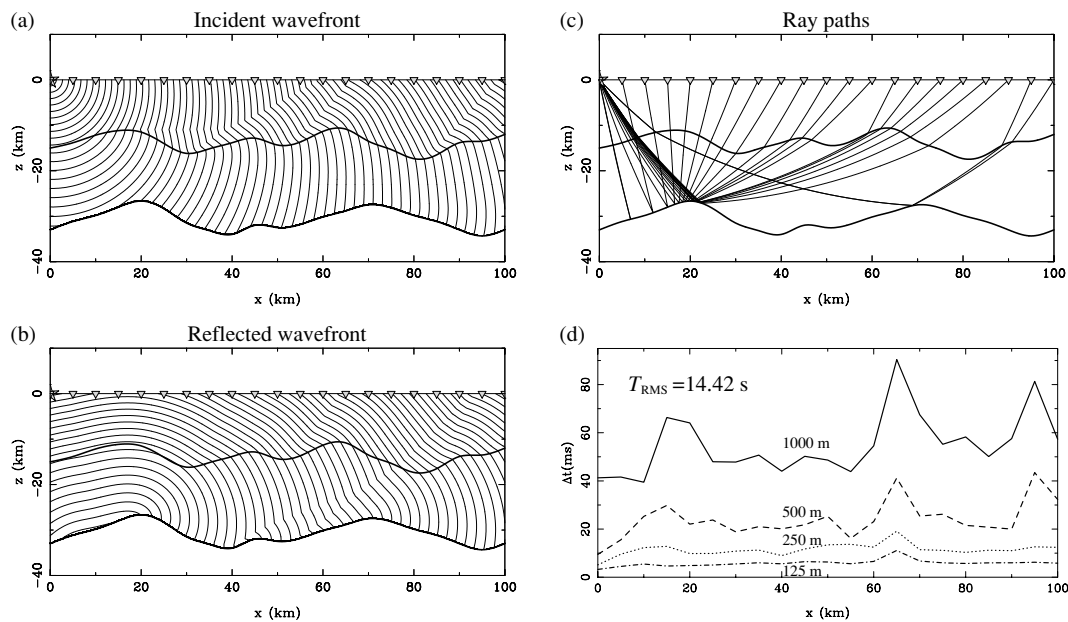 (a) Incident wavefront
0
−20
−40
z (km)
0 20 40 60 80 100
x (km)
(b) Reflected wavefront
0
−20
−40
z (km)
0 20 40 60 80 100
x (km)
(c) Ray paths
0
−20
−40
z (km)
0 20 40 60 80 100
x (km)
(d)
T_RMS =14.42 s
80
60
40
20
0
Δt(ms)
1000 m
500 m
250 m
125 m
0 20 40 60 80 100
x (km)